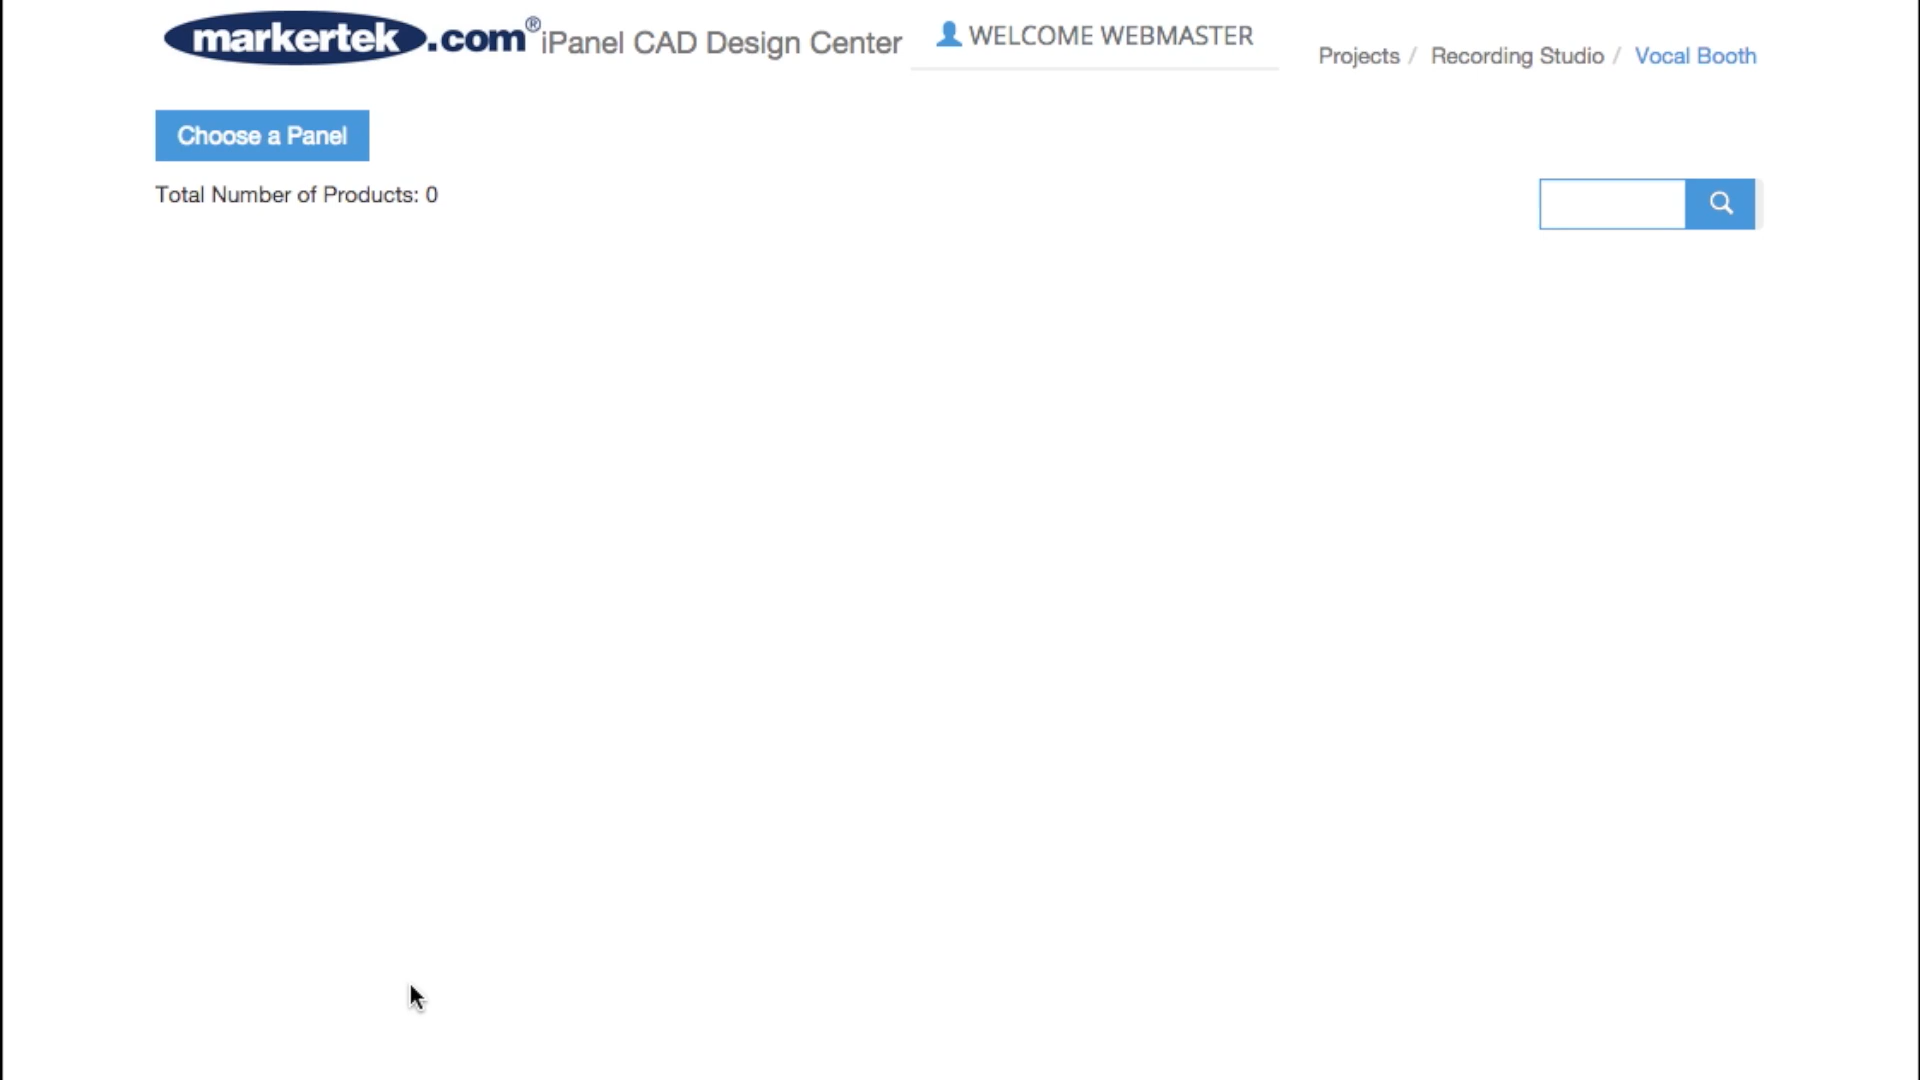 markertek.com® iPanel CAD Design Center
WELCOME WEBMASTER
Projects / Recording Studio / Vocal Booth
Choose a Panel
Total Number of Products: 0